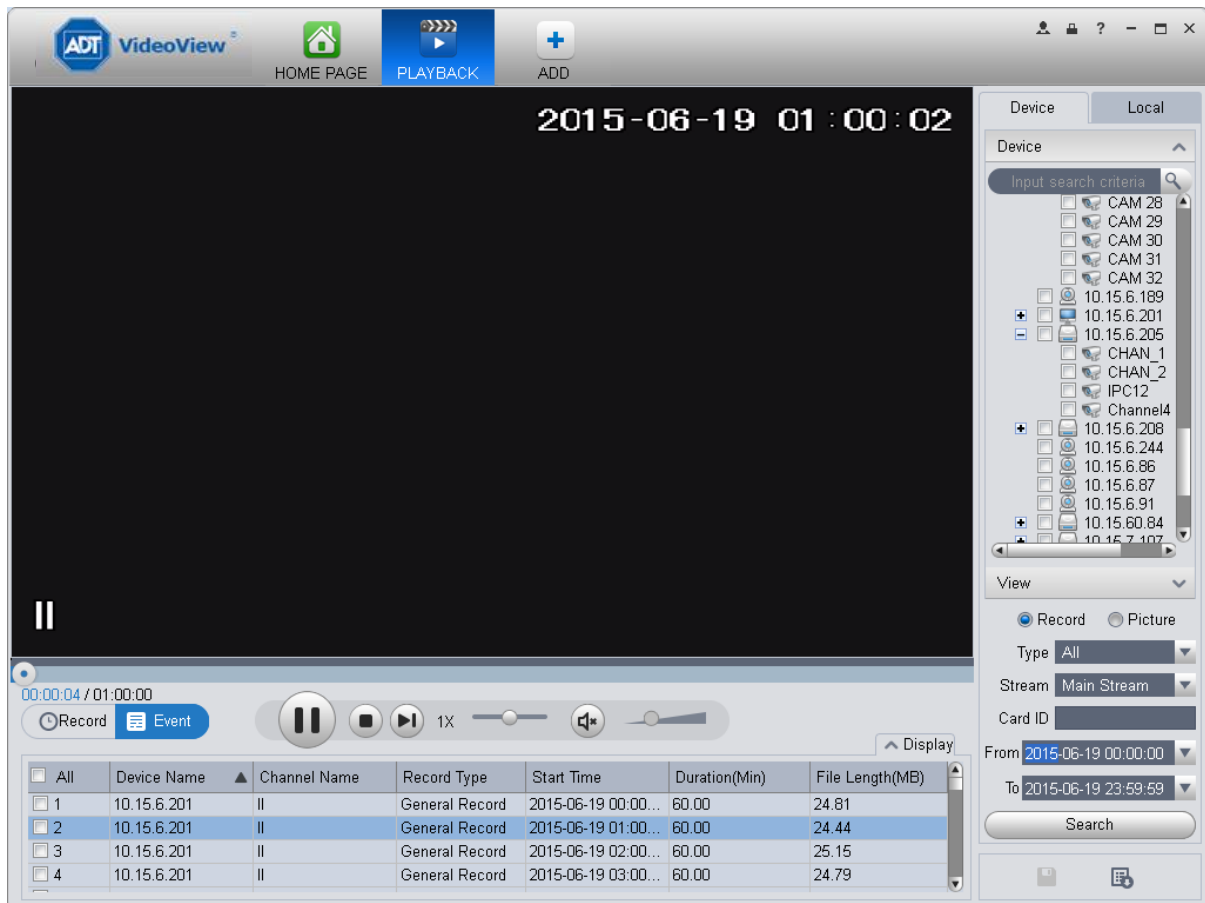 ADT VideoView ®
HOME PAGE
PLAYBACK
ADD
?
2015-06-19 01:00:02
Device
Local
Device
Input search criteria
CAM 28
CAM 29
CAM 30
CAM 31
CAM 32
10.15.6.189
10.15.6.201
10.15.6.205
CHAN_1
CHAN_2
IPC12
Channel4
10.15.6.208
10.15.6.244
10.15.6.86
10.15.6.87
10.15.6.91
10.15.60.84
10.15.7.107
View
Record
Picture
Type All
Stream Main Stream
Card ID
From 2015-06-19 00:00:00
To 2015-06-19 23:59:59
Search
00:00:04 / 01:00:00
Record
Event
1X
Display
All Device Name Channel Name Record Type Start Time Duration(Min) File Length(MB)
1 10.15.6.201 II General Record 2015-06-19 00:00... 60.00 24.81
2 10.15.6.201 II General Record 2015-06-19 01:00... 60.00 24.44
3 10.15.6.201 II General Record 2015-06-19 02:00... 60.00 25.15
4 10.15.6.201 II General Record 2015-06-19 03:00... 60.00 24.79